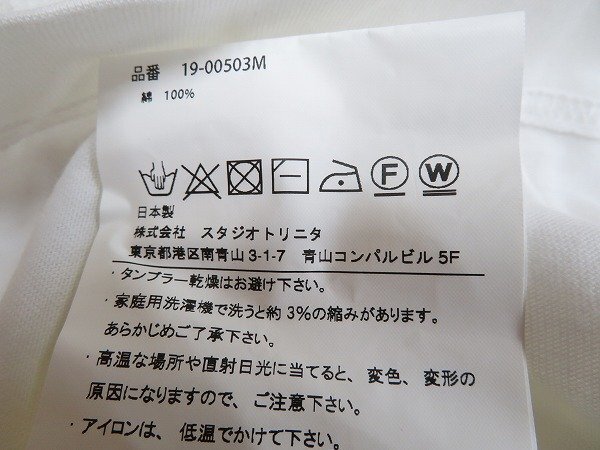 品番 19-00503M
綿 100%
F W
日本製
株式会社 スタジオトリニタ
東京都港区南青山 3-1-7 青山コンパルビル 5F
・タンブラー乾燥はお避け下さい。
・家庭用洗濯機で洗うと約 3%の縮みがあります。
あらかじめご了承下さい。
・高温な場所や直射日光に当てると、変色、変形の
原因になりますので、ご注意下さい。
・アイロンは、低温でかけて下さい。